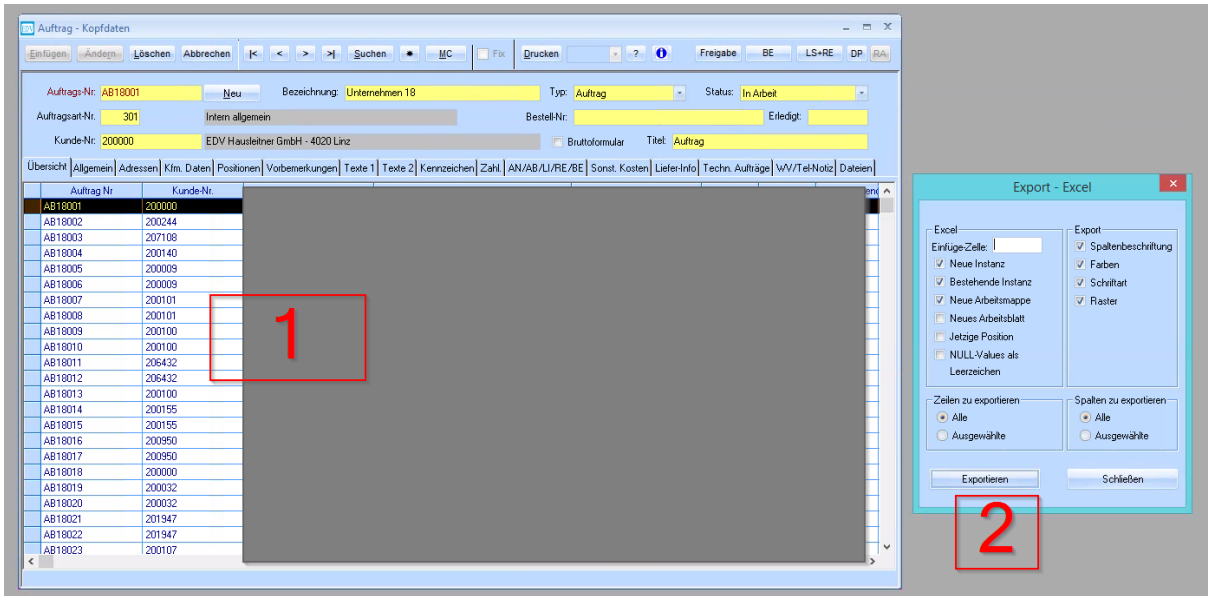 EDV Auftrag - Kopfdaten
Einfügen Ändern Löschen Abbrechen |< < > >| Suchen * MC Fix Drucken ? Freigabe BE LS+RE DP RA
Auftrags-Nr: AB18001 Neu Bezeichnung: Unternehmen 18 Typ: Auftrag Status: In Arbeit
Auftragsart-Nr. 301 Intern allgemein Bestell-Nr: Erledigt:
Kunde-Nr: 200000 EDV Hausleitner GmbH - 4020 Linz Bruttoformular Titel: Auftrag
Übersicht Allgemein Adressen Kfm. Daten Positionen Vorbemerkungen Texte 1 Texte 2 Kennzeichen Zahl. AN/AB/LI/RE/BE Sonst. Kosten Liefer-Info Techn. Aufträge WV/Tel-Notiz Dateien
Auftrag Nr Kunde-Nr.
AB18001 200000
AB18002 200244
AB18003 207108
AB18004 200140
AB18005 200009
AB18006 200009
AB18007 200101
AB18008 200101
AB18009 200100
AB18010 200100
AB18011 206432
AB18012 206432
AB18013 200100
AB18014 200155
AB18015 200155
AB18016 200950
AB18017 200950
AB18018 200000
AB18019 200032
AB18020 200032
AB18021 201947
AB18022 201947
AB18023 200107
1
Export - Excel
Excel
Einfüge-Zelle:
Neue Instanz
Bestehende Instanz
Neue Arbeitsmappe
Neues Arbeitsblatt
Jetzige Position
NULL-Values als
Leerzeichen
Export
Spaltenbeschriftung
Farben
Schriftart
Raster
Zeilen zu exportieren
Alle
Ausgewählte
Spalten zu exportieren
Alle
Ausgewählte
Exportieren Schließen
2